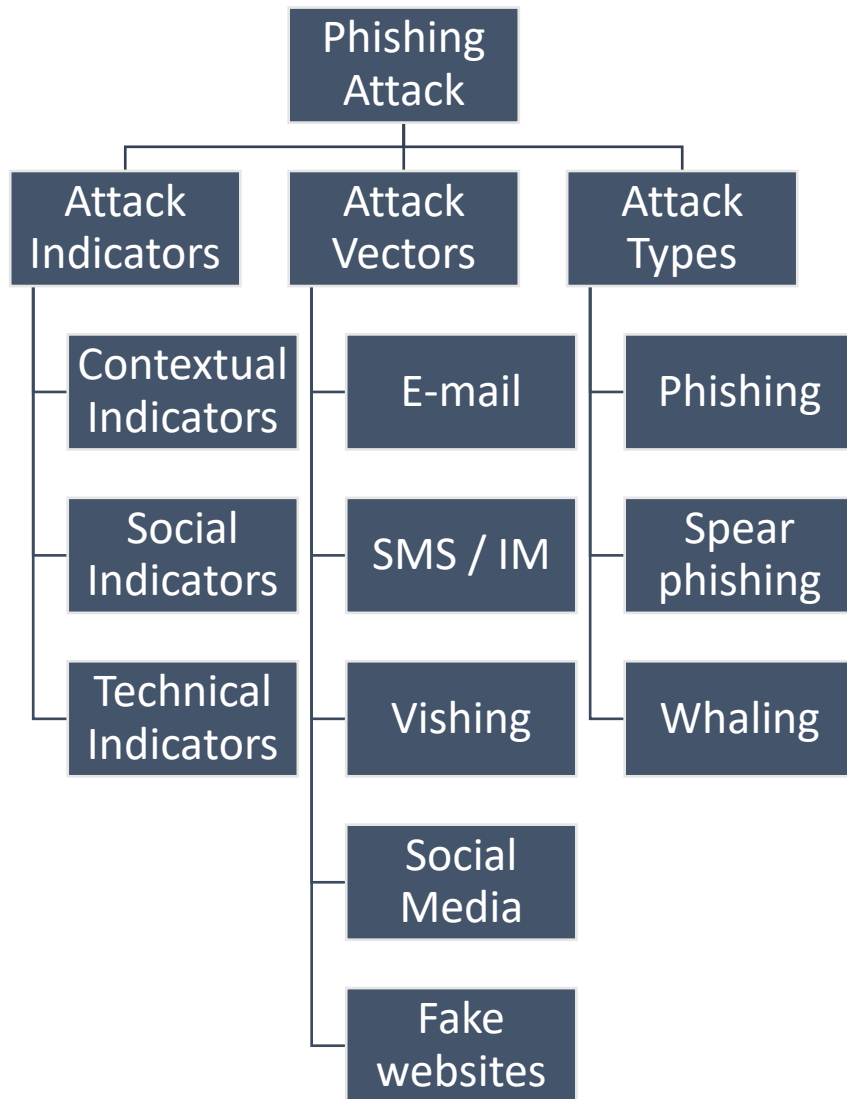 Phishing
Attack
Attack
Indicators
Contextual
Indicators
Social
Indicators
Technical
Indicators
Attack
Vectors
E-mail
SMS / IM
Vishing
Social
Media
Fake
websites
Attack
Types
Phishing
Spear
phishing
Whaling